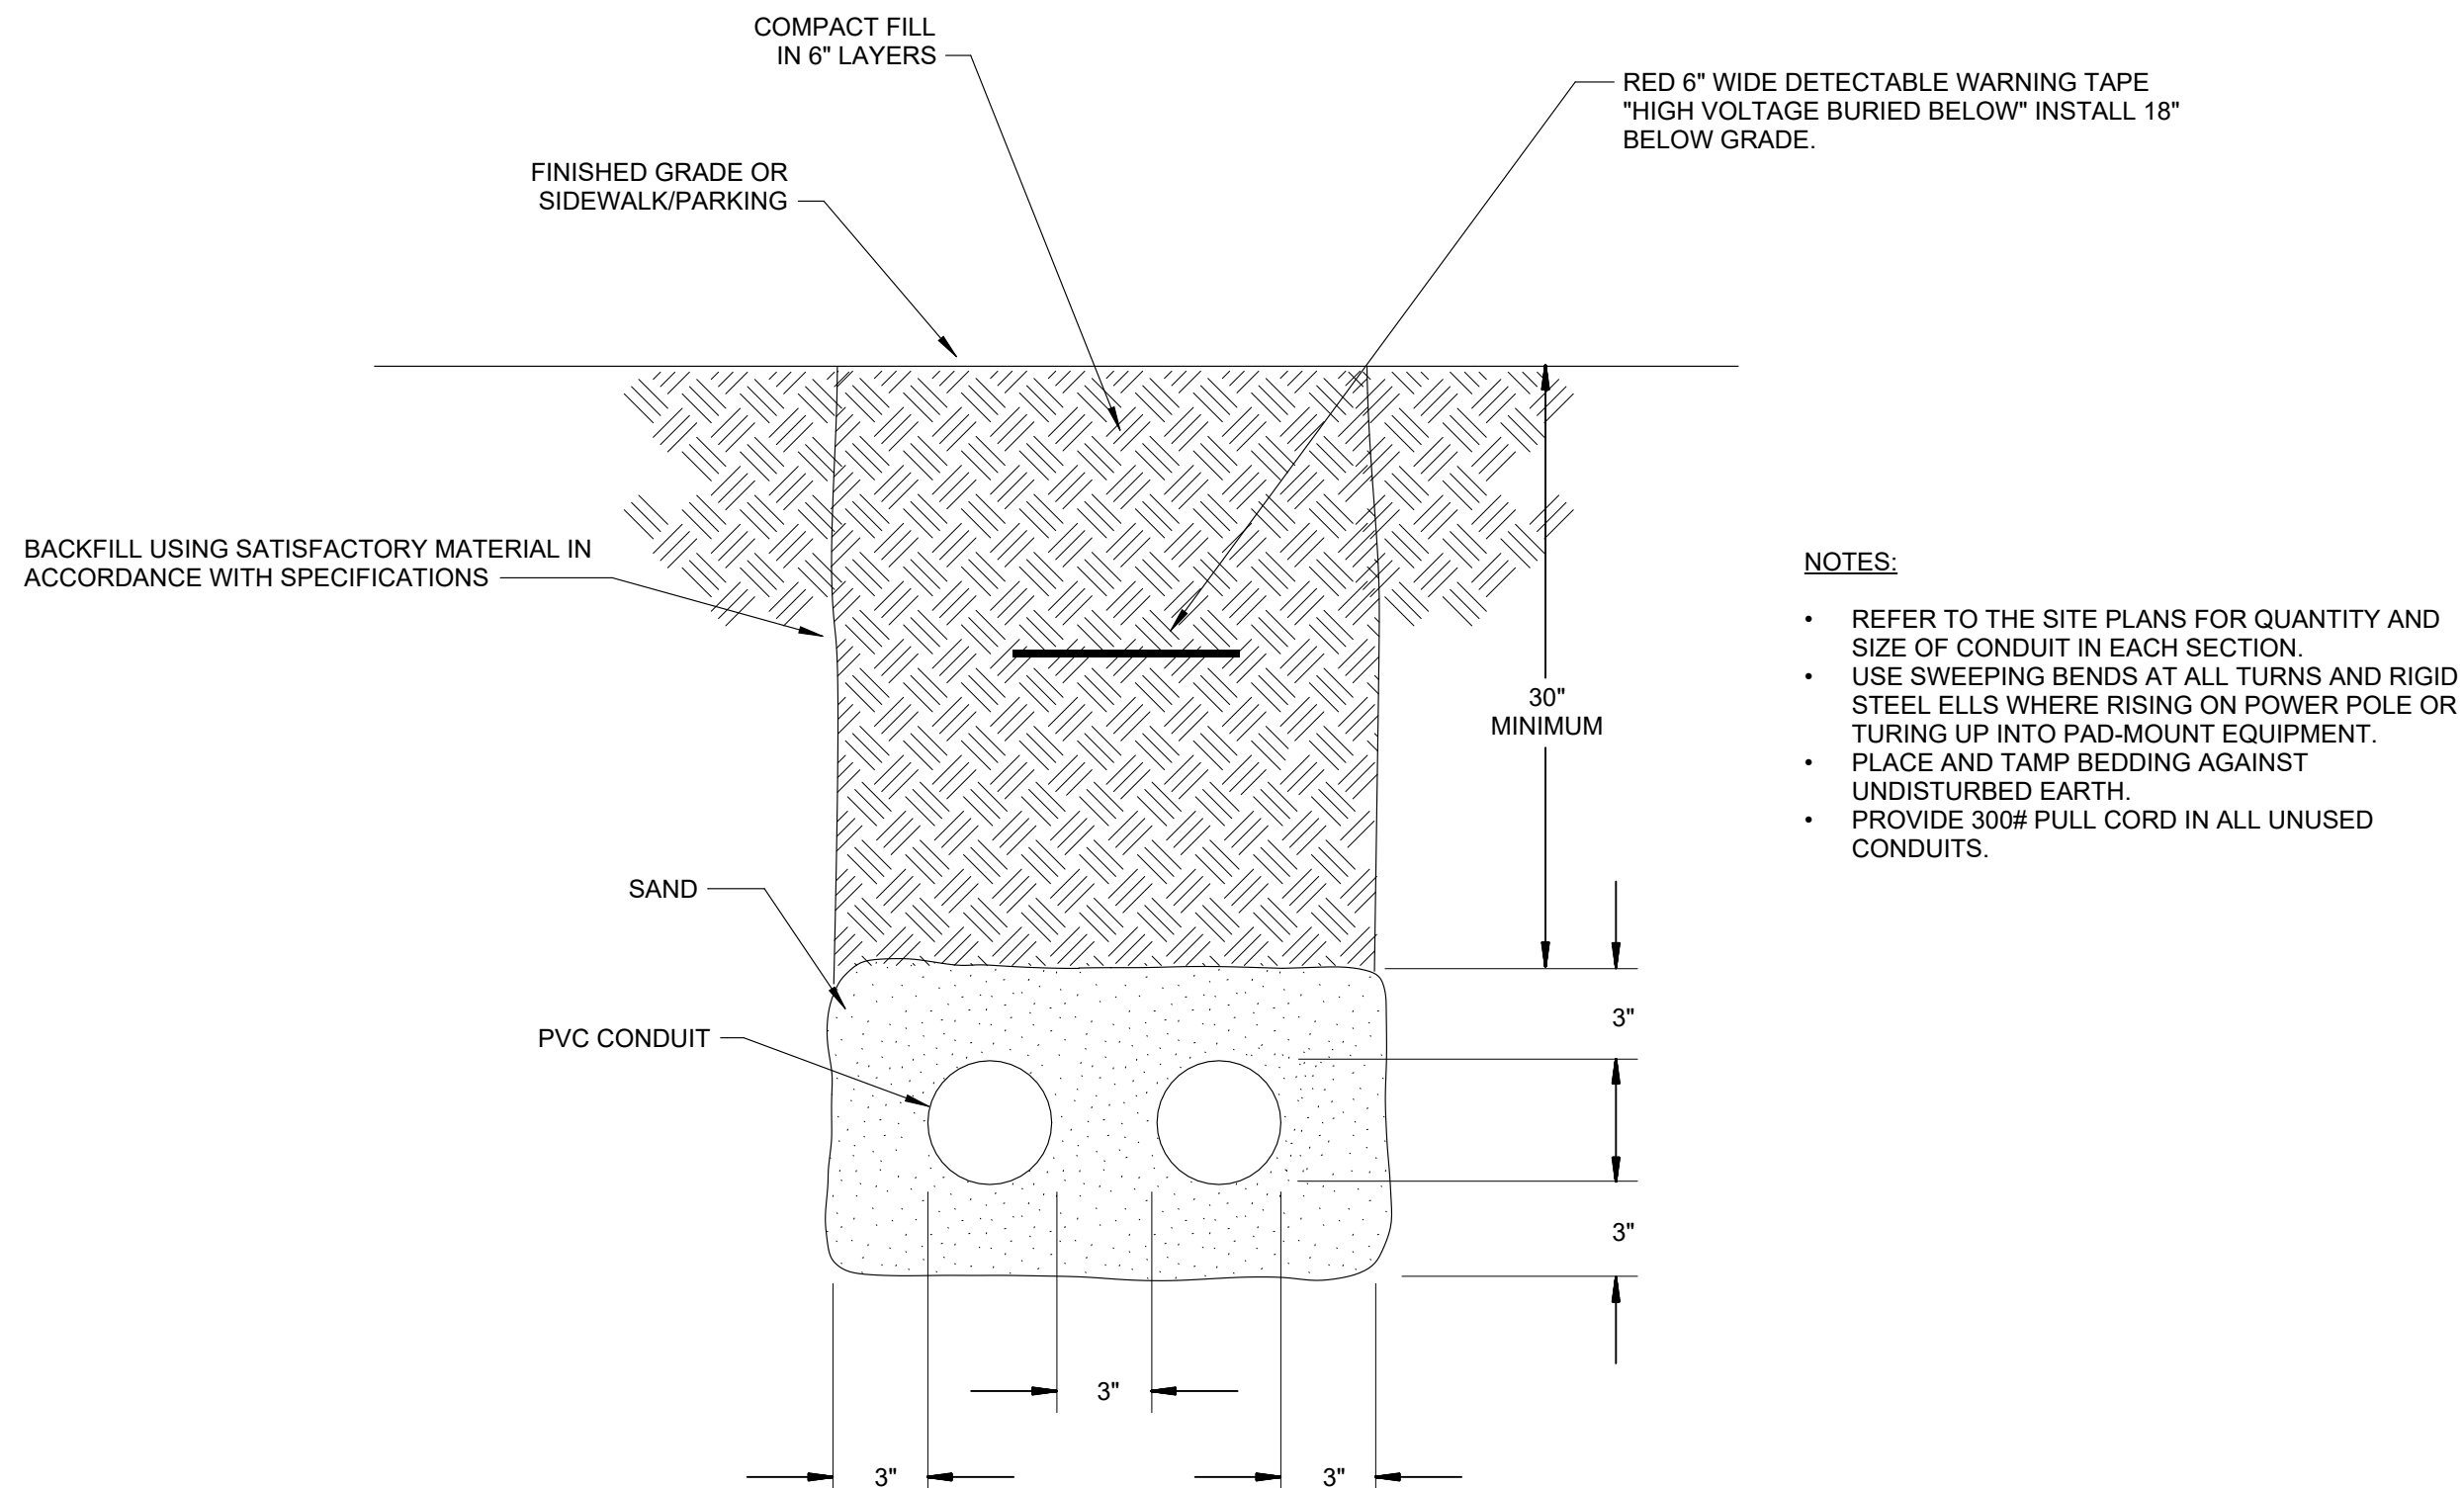 COMPACT FILL
IN 6" LAYERS
RED 6" WIDE DETECTABLE WARNING TAPE
"HIGH VOLTAGE BURIED BELOW" INSTALL 18"
BELOW GRADE.
FINISHED GRADE OR
SIDEWALK/PARKING
BACKFILL USING SATISFACTORY MATERIAL IN
ACCORDANCE WITH SPECIFICATIONS
NOTES:
• REFER TO THE SITE PLANS FOR QUANTITY AND
SIZE OF CONDUIT IN EACH SECTION.
• USE SWEEPING BENDS AT ALL TURNS AND RIGID
STEEL ELLS WHERE RISING ON POWER POLE OR
TURING UP INTO PAD-MOUNT EQUIPMENT.
• PLACE AND TAMP BEDDING AGAINST
UNDISTURBED EARTH.
• PROVIDE 300# PULL CORD IN ALL UNUSED
CONDUITS.
30"
MINIMUM
SAND
3"
PVC CONDUIT
3"
3"
3"
3"